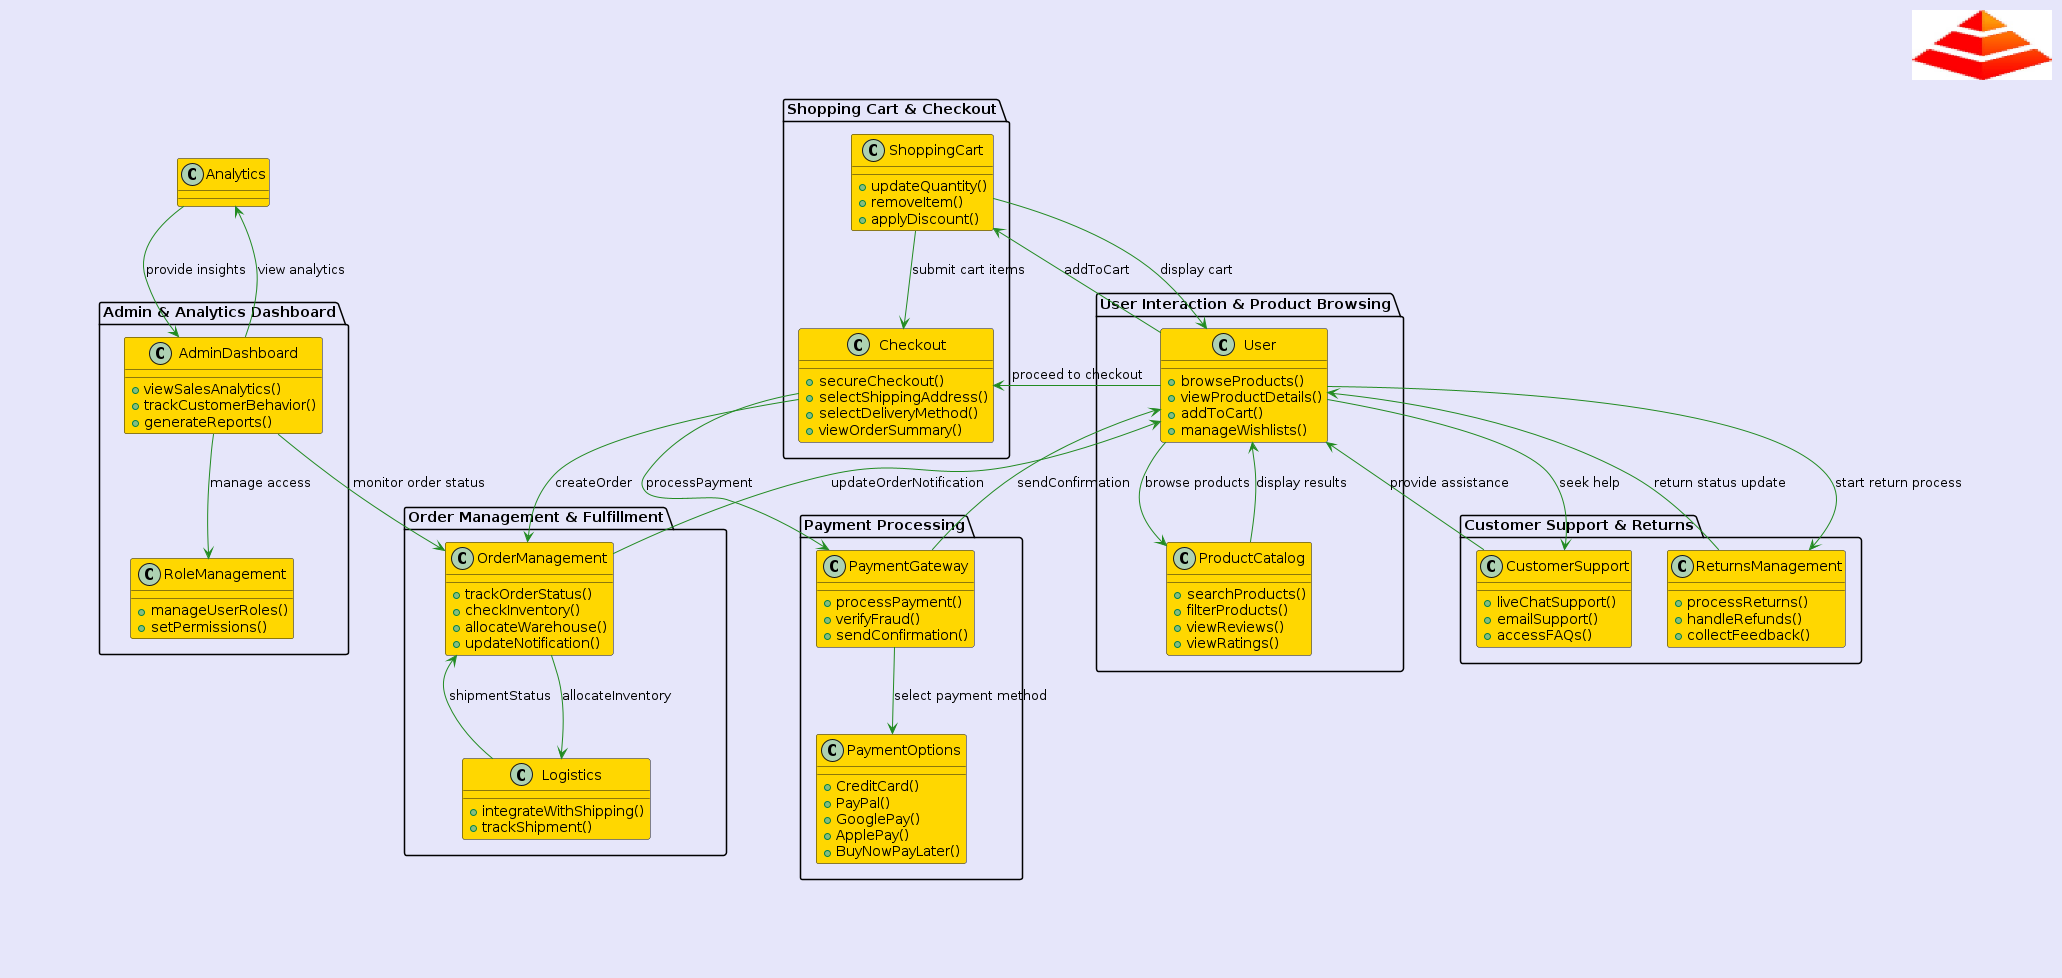 Shopping Cart & Checkout
C ShoppingCart
updateQuantity()
removeItem()
applyDiscount()
C Analytics
provide insights
view analytics
submit cart items
addToCart
display cart
Admin & Analytics Dashboard
C AdminDashboard
viewSalesAnalytics()
trackCustomerBehavior()
generateReports()
C Checkout
secureCheckout()
selectShippingAddress()
selectDeliveryMethod()
viewOrderSummary()
proceed to checkout
User Interaction & Product Browsing
C User
browseProducts()
viewProductDetails()
addToCart()
manageWishlists()
manage access
monitor order status
createOrder
processPayment
updateOrderNotification
sendConfirmation
browse products
display results
provide assistance
seek help
return status update
start return process
C RoleManagement
manageUserRoles()
setPermissions()
Order Management & Fulfillment
C OrderManagement
trackOrderStatus()
checkInventory()
allocateWarehouse()
updateNotification()
shipmentStatus
allocateInventory
C Logistics
integrateWithShipping()
trackShipment()
Payment Processing
C PaymentGateway
processPayment()
verifyFraud()
sendConfirmation()
select payment method
C PaymentOptions
CreditCard()
PayPal()
GooglePay()
ApplePay()
BuyNowPayLater()
C ProductCatalog
searchProducts()
filterProducts()
viewReviews()
viewRatings()
Customer Support & Returns
C CustomerSupport
liveChatSupport()
emailSupport()
accessFAQs()
C ReturnsManagement
processReturns()
handleRefunds()
collectFeedback()